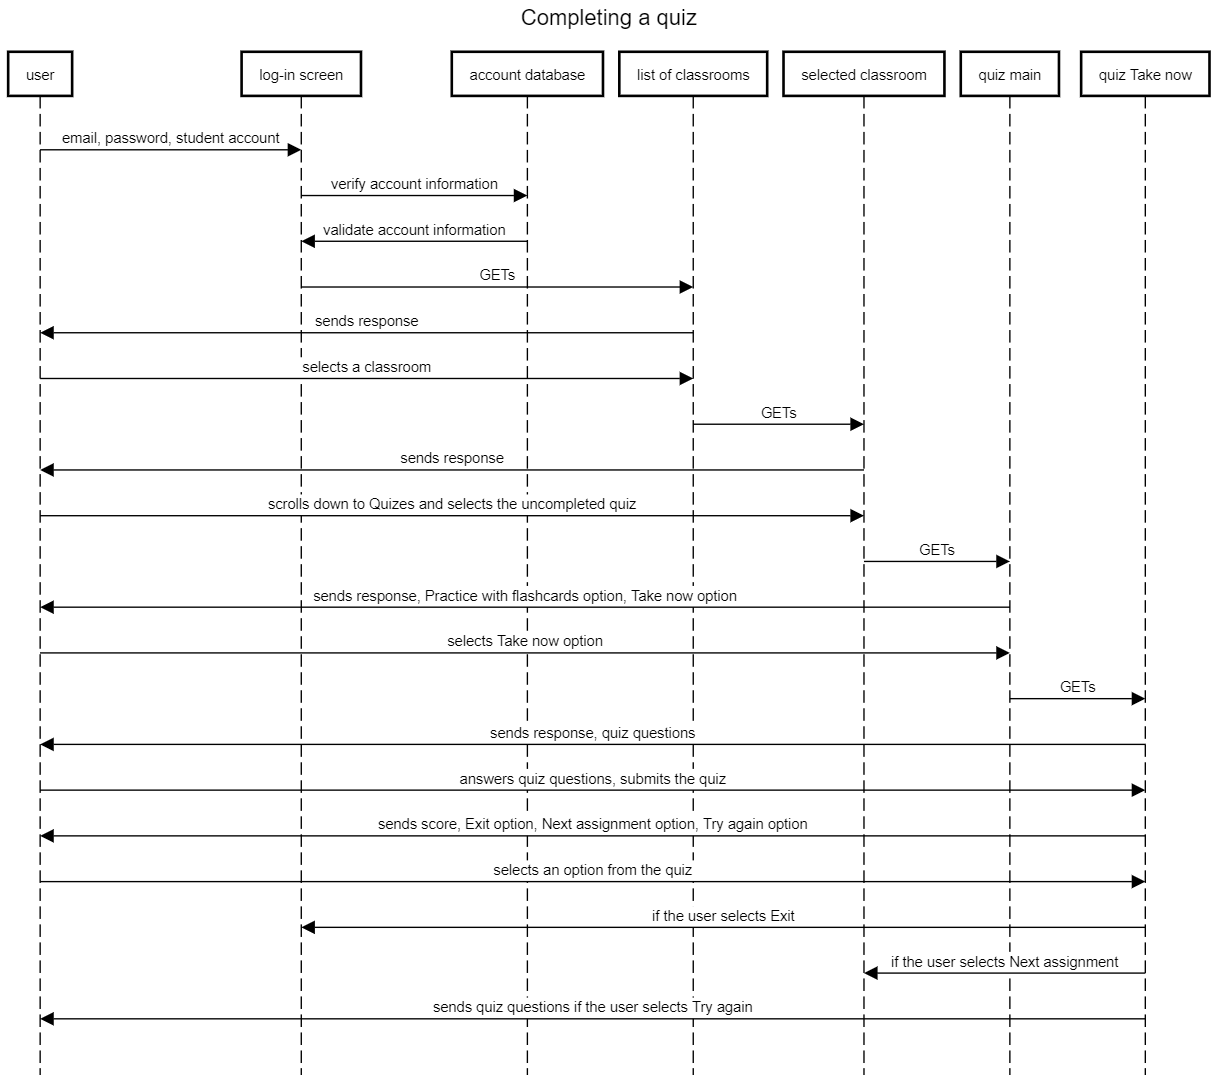 Completing a quiz
user
log-in screen
account database
list of classrooms
selected classroom
quiz main
quiz Take now
email, password, student account
verify account information
validate account information
GETs
sends response
selects a classroom
GETs
sends response
scrolls down to Quizes and selects the uncompleted quiz
GETs
sends response, Practice with flashcards option, Take now option
selects Take now option
GETs
sends response, quiz questions
answers quiz questions, submits the quiz
sends score, Exit option, Next assignment option, Try again option
selects an option from the quiz
if the user selects Exit
if the user selects Next assignment
sends quiz questions if the user selects Try again